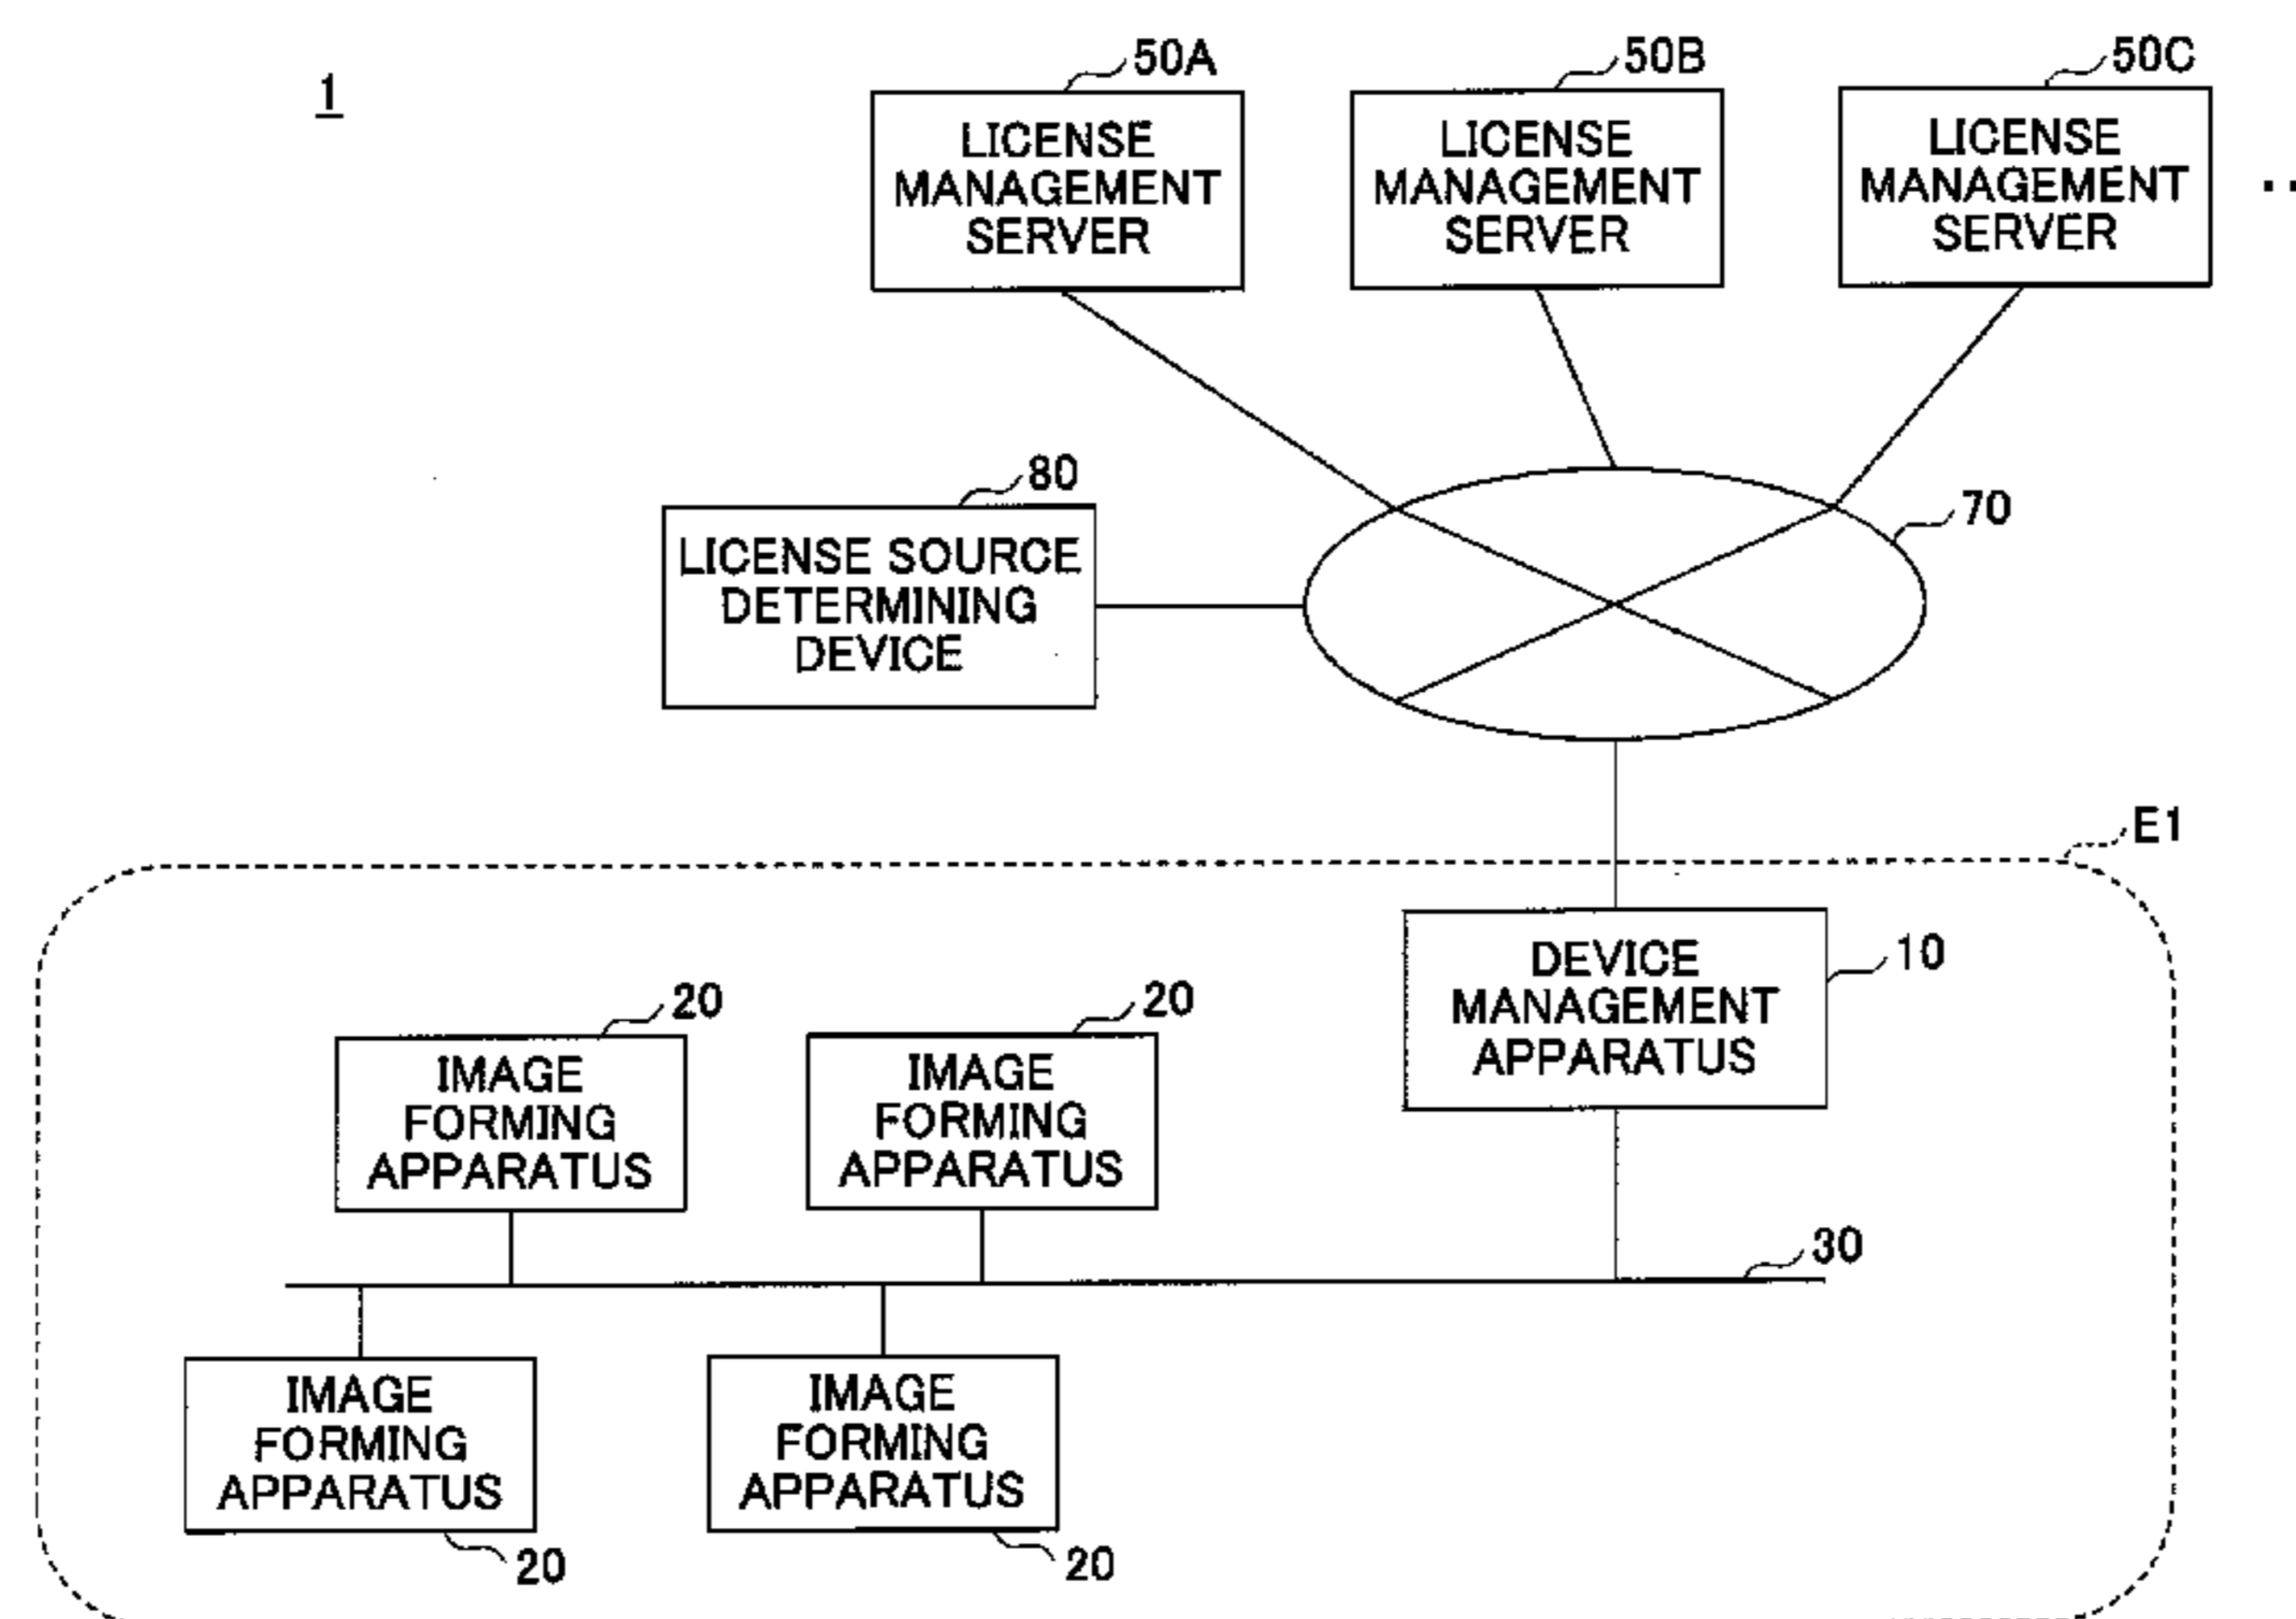 1
50A
50B
50C
LICENSE
MANAGEMENT
SERVER
LICENSE
MANAGEMENT
SERVER
LICENSE
MANAGEMENT
SERVER
80
LICENSE SOURCE
DETERMINING
DEVICE
70
E1
DEVICE
MANAGEMENT
APPARATUS
10
20
IMAGE
FORMING
APPARATUS
20
IMAGE
FORMING
APPARATUS
30
IMAGE
FORMING
APPARATUS
20
IMAGE
FORMING
APPARATUS
20